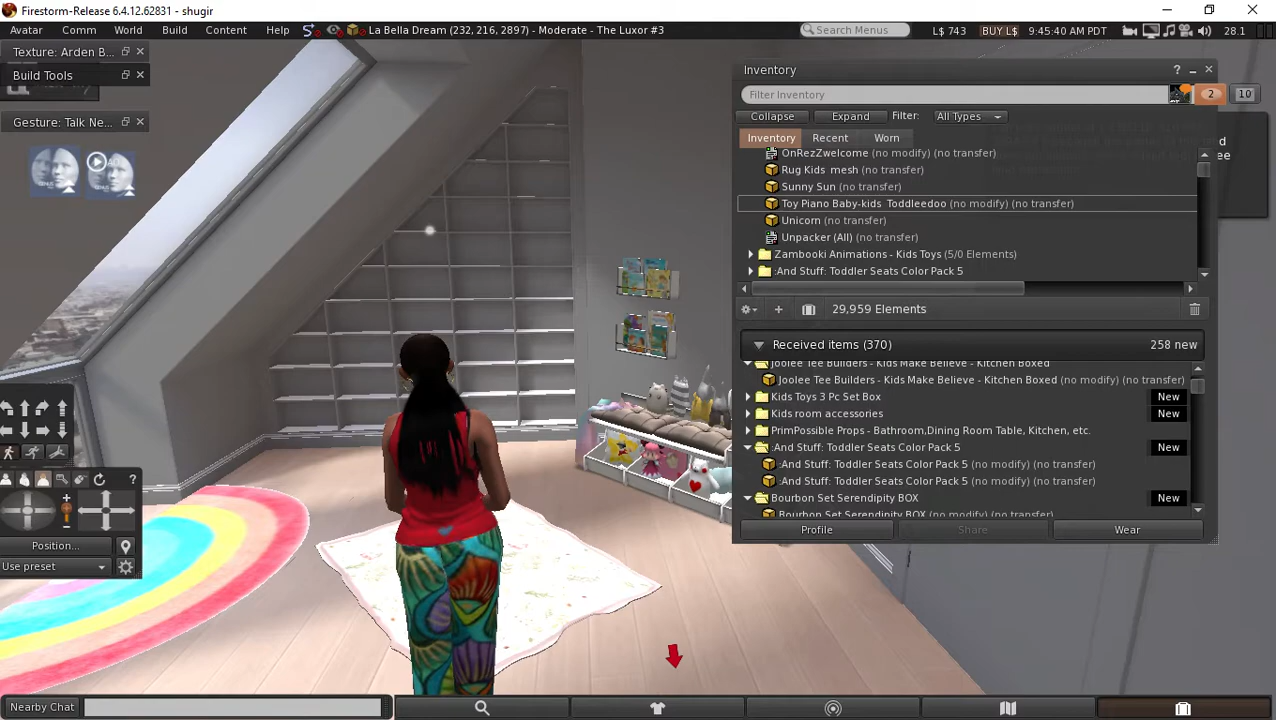 Firestorm-Release 6.4.12.62831 - shugir
Avatar Comm World Build Content Help La Bella Dream (232, 216, 2897) - Moderate - The Luxor #3 Search Menus L$ 743 BUY L$ 9:45:40 AM PDT 28.1
Texture: Arden B...
Build Tools
Gesture: Talk Ne...
Inventory ?
Filter Inventory 2 10
Collapse Expand Filter: All Types
Inventory Recent Worn
OnRezZwelcome (no modify) (no transfer)
Rug Kids mesh (no transfer)
Sunny Sun (no transfer)
Toy Piano Baby-kids Toddleedoo (no modify) (no transfer)
Unicorn (no transfer)
Unpacker (All) (no transfer)
Zambooki Animations - Kids Toys (5/0 Elements)
:And Stuff: Toddler Seats Color Pack 5
29,959 Elements
Received items (370) 258 new
Joolee Tee Builders - Kids Make Believe - Kitchen Boxed
Joolee Tee Builders - Kids Make Believe - Kitchen Boxed (no modify) (no transfer)
Kids Toys 3 Pc Set Box New
Kids room accessories New
PrimPossible Props - Bathroom,Dining Room Table, Kitchen, etc.
:And Stuff: Toddler Seats Color Pack 5 New
:And Stuff: Toddler Seats Color Pack 5 (no modify) (no transfer)
:And Stuff: Toddler Seats Color Pack 5 (no modify) (no transfer)
Bourbon Set Serendipity BOX New
Bourbon Set Serendipity BOX (no modify) (no transfer)
Profile Share Wear
?
Position...
Use preset
Nearby Chat